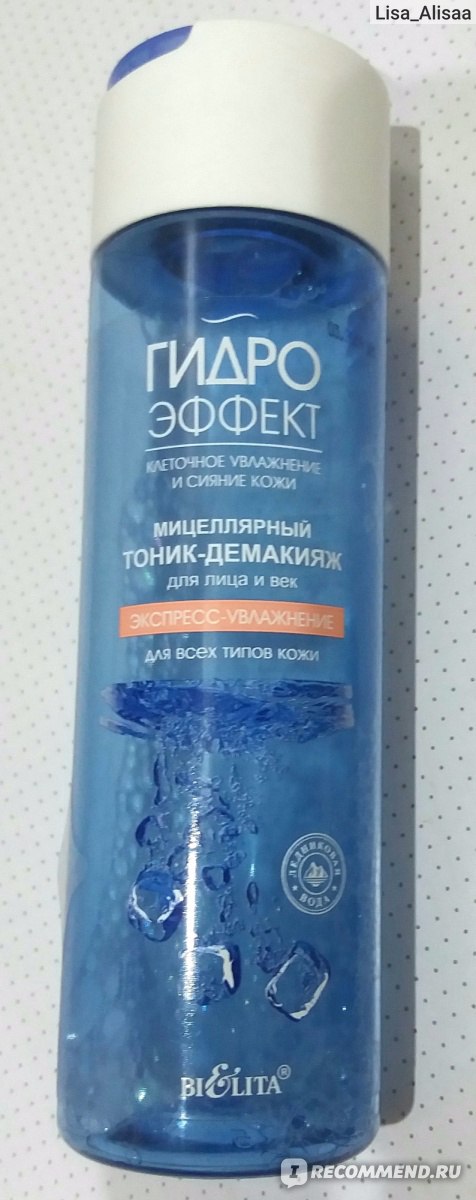 Lisa_Alisaa
ГИДРО
ЭФФЕКТ
КЛЕТОЧНОЕ УВЛАЖНЕНИЕ
И СИЯНИЕ КОЖИ
МИЦЕЛЛЯРНЫЙ
ТОНИК-ДЕМАКИЯЖ
для лица и век
ЭКСПРЕСС-УВЛАЖНЕНИЕ
для всех типов кожи
ЛЕДНИКОВАЯ
ВОДА
BIELITA®
IRECOMMEND.RU